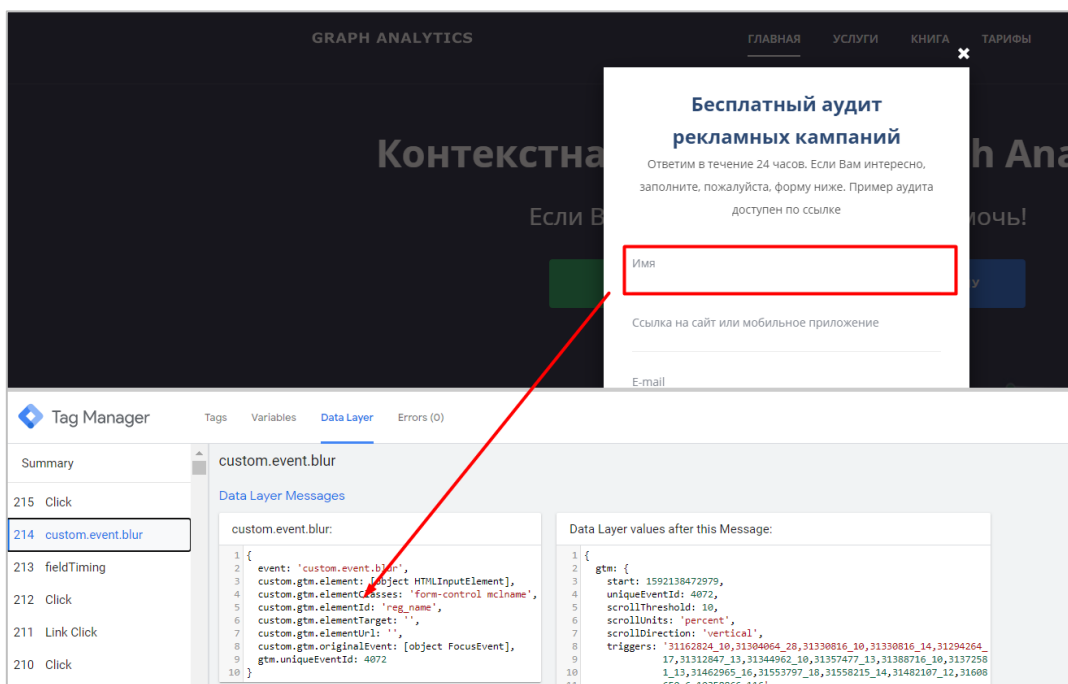 GRAPH ANALYTICS
ГЛАВНАЯ УСЛУГИ КНИГА ТАРИФЫ
Бесплатный аудит
рекламных кампаний
Контекстна h Ana
Ответим в течение 24 часов. Если Вам интересно,
заполните, пожалуйста, форму ниже. Пример аудита
доступен по ссылке
Если В мочь!
Имя
У
Ссылка на сайт или мобильное приложение
E-mail
Tag Manager
Tags Variables Data Layer Errors (0)
Summary
215 Click
214 custom.event.blur
213 fieldTiming
212 Click
211 Link Click
210 Click
custom.event.blur
Data Layer Messages
custom.event.blur:
1 {
2 event: 'custom.event.blur',
3 custom.gtm.element: [object HTMLInputElement],
4 custom.gtm.elementClasses: 'form-control mclname',
5 custom.gtm.elementId: 'reg_name',
6 custom.gtm.elementTarget: '',
7 custom.gtm.elementUrl: '',
8 custom.gtm.originalEvent: [object FocusEvent],
9 gtm.uniqueEventId: 4072
10 }
Data Layer values after this Message:
1 {
2 gtm: {
3 start: 1592138472979,
4 uniqueEventId: 4072,
5 scrollThreshold: 10,
6 scrollUnits: 'percent',
7 scrollDirection: 'vertical',
8 triggers: '31162824_10,31304064_28,31330816_10,31330816_14,31294264_
9 17,31312847_13,31344962_10,31357477_13,31388716_10,3137258
10 1_13,31462965_16,31553797_18,31558215_14,31482107_12,31608